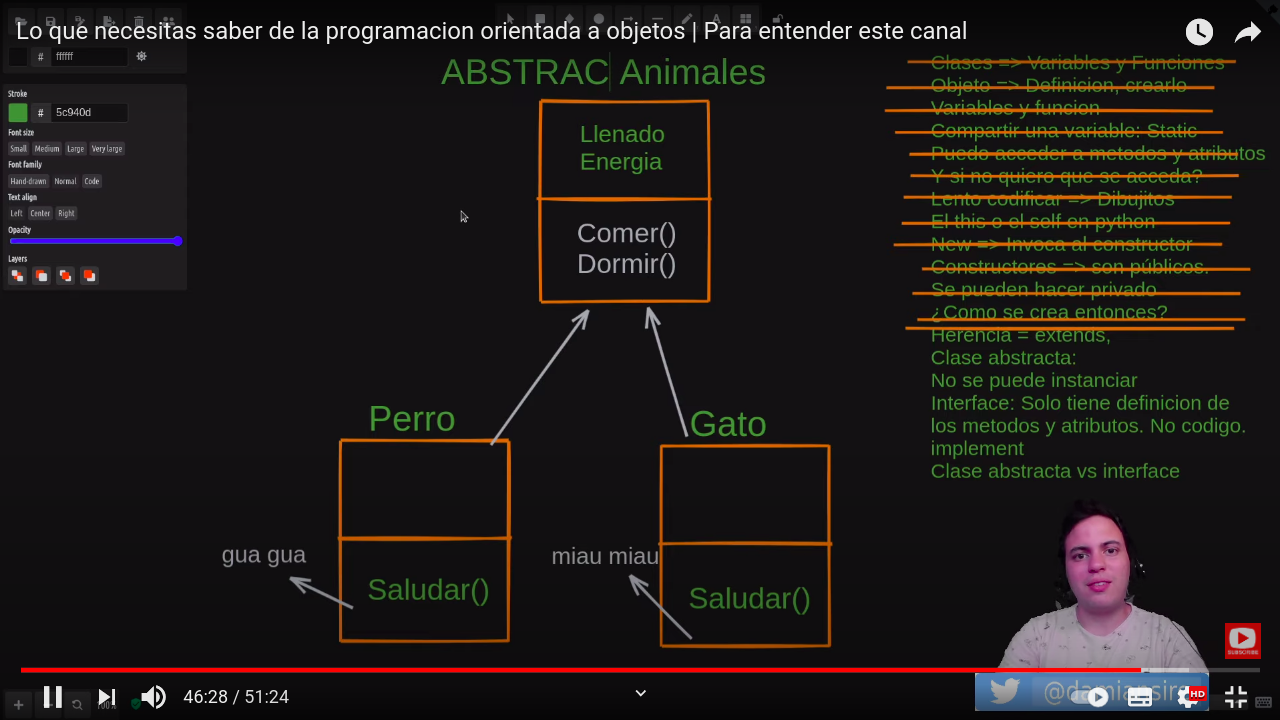 Lo que necesitas saber de la programacion orientada a objetos | Para entender este canal
# ffffff
Stroke
# 5c940d
Font size
Small Medium Large Very large
Font family
Hand-drawn Normal Code
Text align
Left Center Right
Opacity
Layers
ABSTRAC Animales
Llenado
Energia
Comer()
Dormir()
Perro
gua gua
Saludar()
Gato
miau miau
Saludar()
Clases => Variables y Funciones
Objeto => Definicion, crearlo
Variables y funcion
Compartir una variable: Static
Puedo acceder a metodos y atributos
Y si no quiero que se acceda?
Lento codificar => Dibujitos
El this o el self en python
New => Invoca al constructor
Constructores => son públicos.
Se pueden hacer privado
¿Como se crea entonces?
Herencia = extends,
Clase abstracta:
No se puede instanciar
Interface: Solo tiene definicion de
los metodos y atributos. No codigo.
implement
Clase abstracta vs interface
SUBSCRIBE
46:28 / 51:24
HD